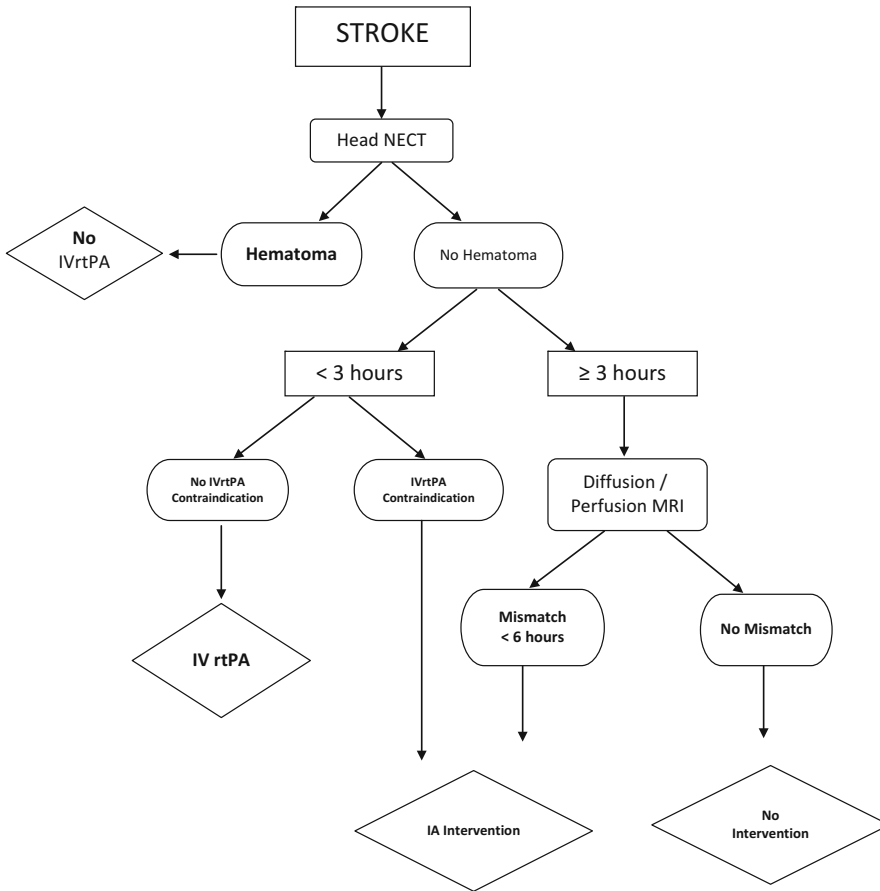 STROKE
Head NECT
No
IVrtPA
Hematoma
No Hematoma
< 3 hours
≥ 3 hours
No IVrtPA
Contraindication
IVrtPA
Contraindication
Diffusion /
Perfusion MRI
Mismatch
< 6 hours
No Mismatch
IV rtPA
IA Intervention
No
Intervention